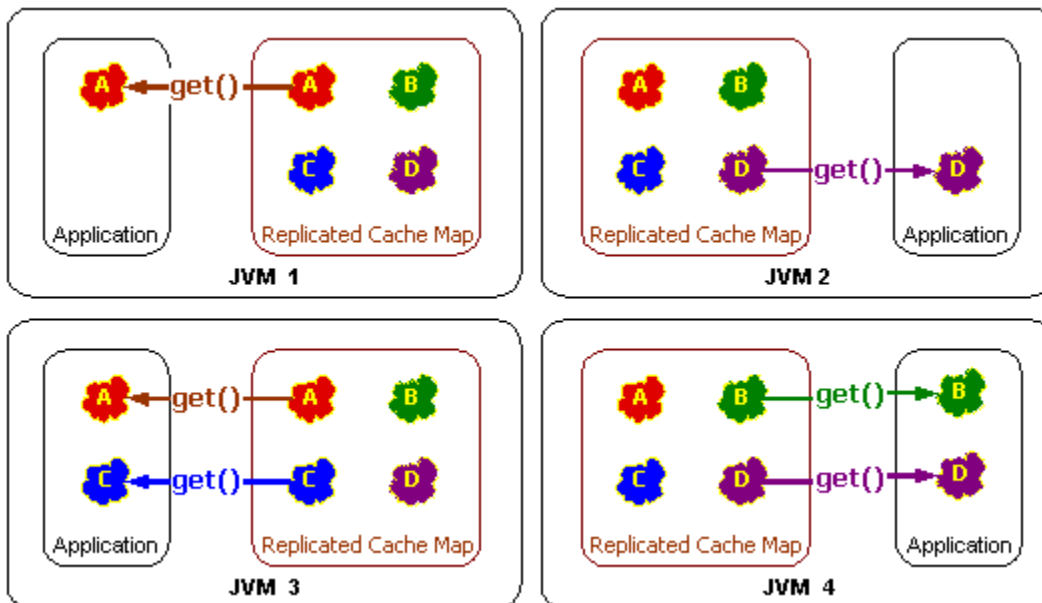 A get() A B
C D
Application Replicated Cache Map
JVM 1
A B
C D get() D
Replicated Cache Map Application
JVM 2
A get() A B
C get() C D
Application Replicated Cache Map
JVM 3
A B get() B
C D get() D
Replicated Cache Map Application
JVM 4